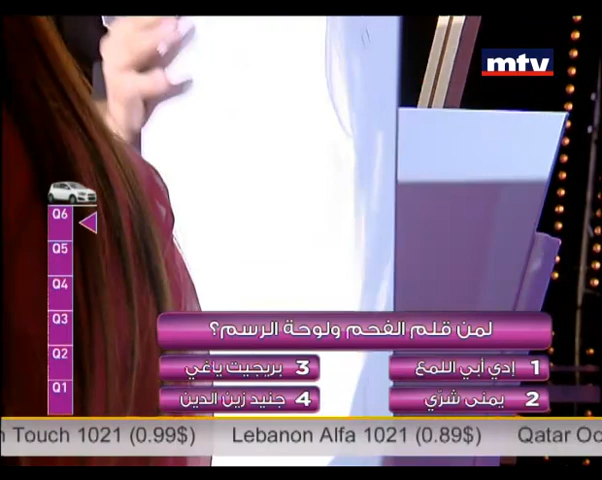 mtv
Q6
Q5
Q4
Q3
Q2
Q1
لمن قلم الفحم ولوحة الرسم؟
1 إدي أبي اللمع
3 بريجيت ياغي
2 يمنى شري
4 جنيد زين الدين
n Touch 1021 (0.99$) Lebanon Alfa 1021 (0.89$) Qatar Oo